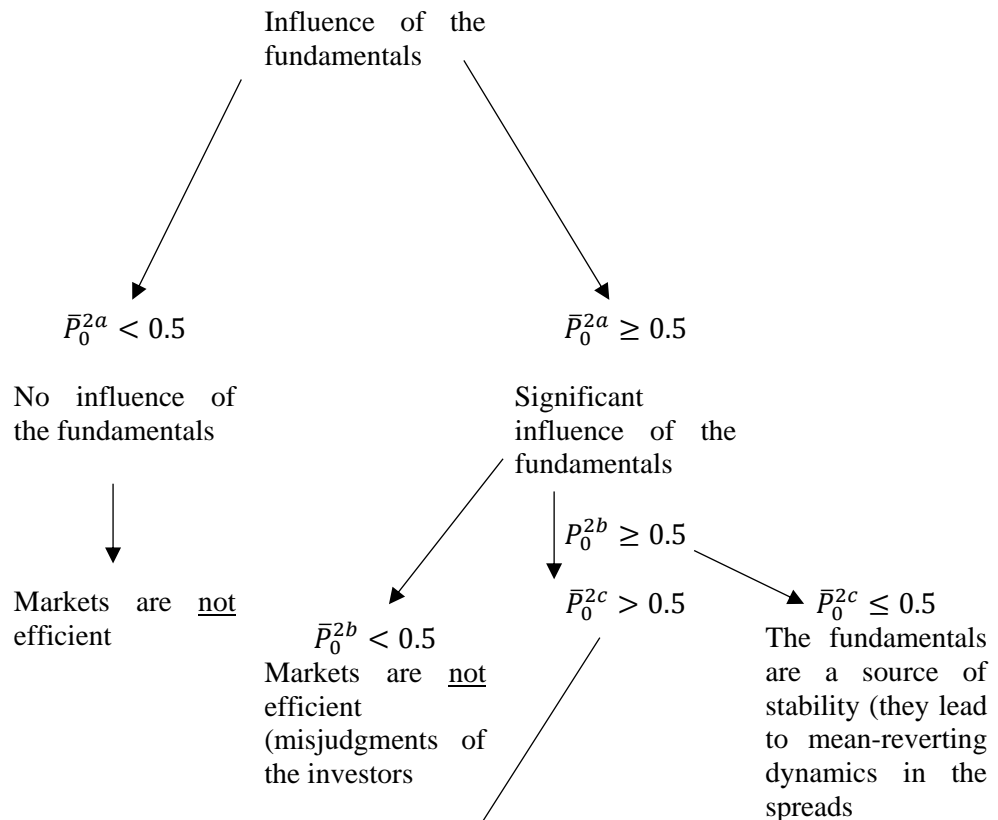 Influence of the
fundamentals
P̅₀²ᵃ < 0.5
P̅₀²ᵃ ≥ 0.5
No influence of
the fundamentals
Significant
influence of the
fundamentals
P₀²ᵇ ≥ 0.5
Markets are not
efficient
P̅₀²ᶜ > 0.5
P̅₀²ᶜ ≤ 0.5
P̅₀²ᵇ < 0.5
Markets are not
efficient
(misjudgments of
the investors
The fundamentals
are a source of
stability (they lead
to mean-reverting
dynamics in the
spreads